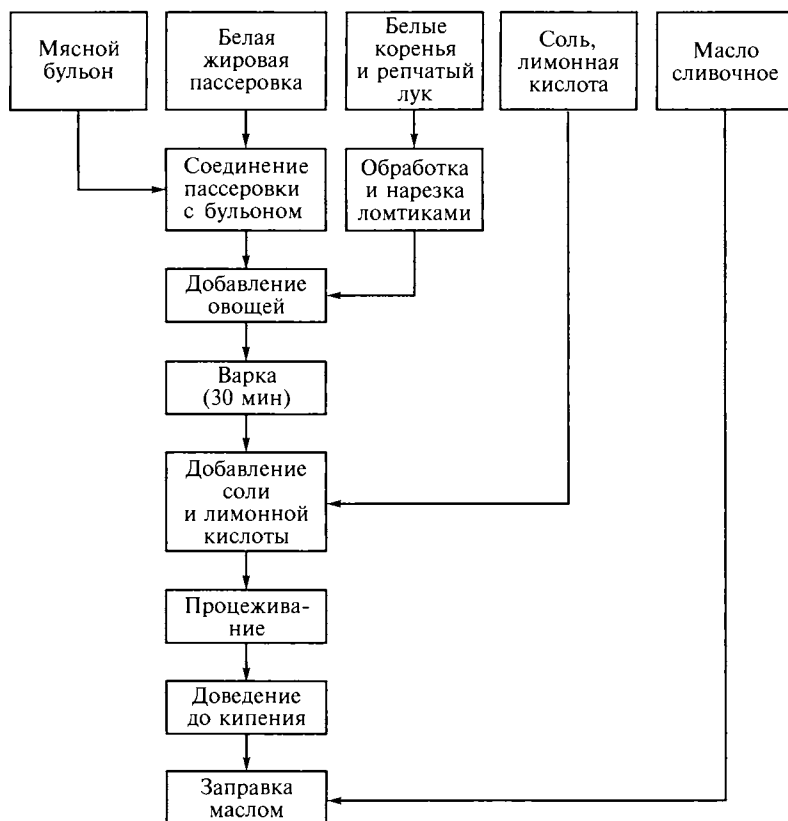 Мясной
бульон
Белая
жировая
пассеровка
Белые
коренья
и репчатый
лук
Соль,
лимонная
кислота
Масло
сливочное
Соединение
пассеровки
с бульоном
Обработка
и нарезка
ломтиками
Добавление
овощей
Варка
(30 мин)
Добавление
соли
и лимонной
кислоты
Процежива-
ние
Доведение
до кипения
Заправка
маслом